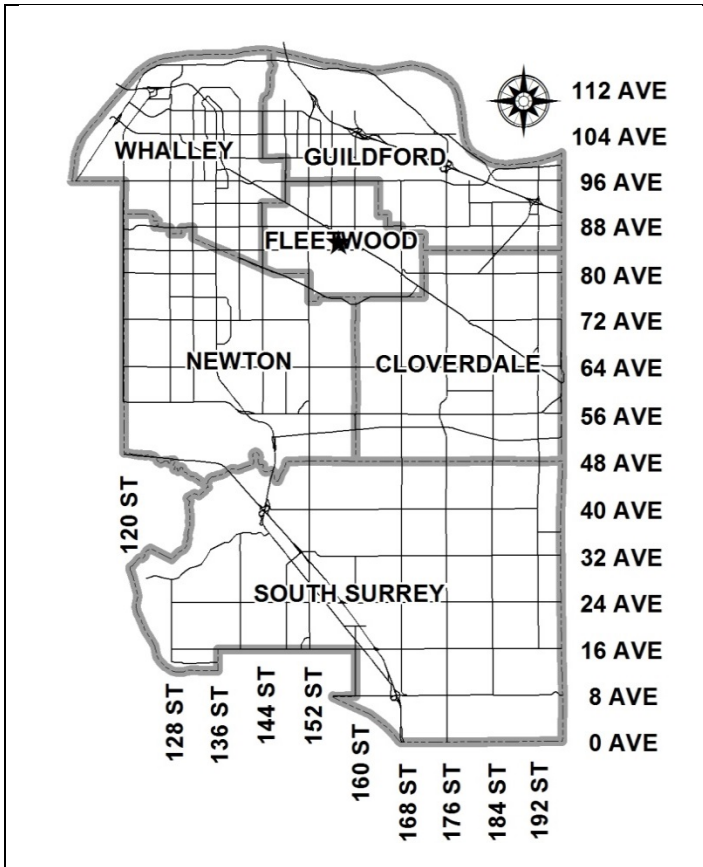 112 AVE
104 AVE
WHALLEY
GUILDFORD
96 AVE
88 AVE
FLEETWOOD
80 AVE
72 AVE
NEWTON
CLOVERDALE
64 AVE
56 AVE
48 AVE
120 ST
40 AVE
32 AVE
SOUTH SURREY
24 AVE
16 AVE
8 AVE
0 AVE
128 ST
136 ST
144 ST
152 ST
160 ST
168 ST
176 ST
184 ST
192 ST